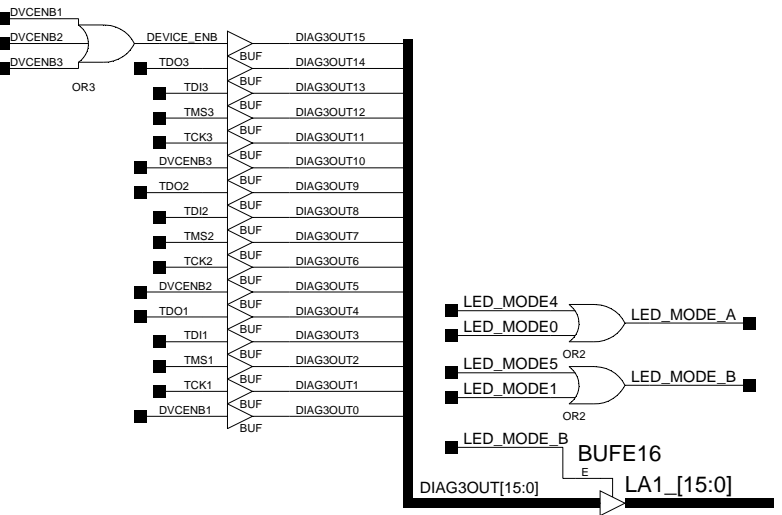 DVCENB1
DVCENB2
DVCENB3
OR3
DEVICE_ENB BUF DIAG3OUT15
TDO3 BUF DIAG3OUT14
TDI3 BUF DIAG3OUT13
TMS3 BUF DIAG3OUT12
TCK3 BUF DIAG3OUT11
DVCENB3 BUF DIAG3OUT10
TDO2 BUF DIAG3OUT9
TDI2 BUF DIAG3OUT8
TMS2 BUF DIAG3OUT7
TCK2 BUF DIAG3OUT6
DVCENB2 BUF DIAG3OUT5
TDO1 BUF DIAG3OUT4
TDI1 BUF DIAG3OUT3
TMS1 BUF DIAG3OUT2
TCK1 BUF DIAG3OUT1
DVCENB1 BUF DIAG3OUT0
LED_MODE4
LED_MODE0
OR2
LED_MODE_A
LED_MODE5
LED_MODE1
OR2
LED_MODE_B
LED_MODE_B
BUFE16
E
DIAG3OUT[15:0]
LA1_[15:0]